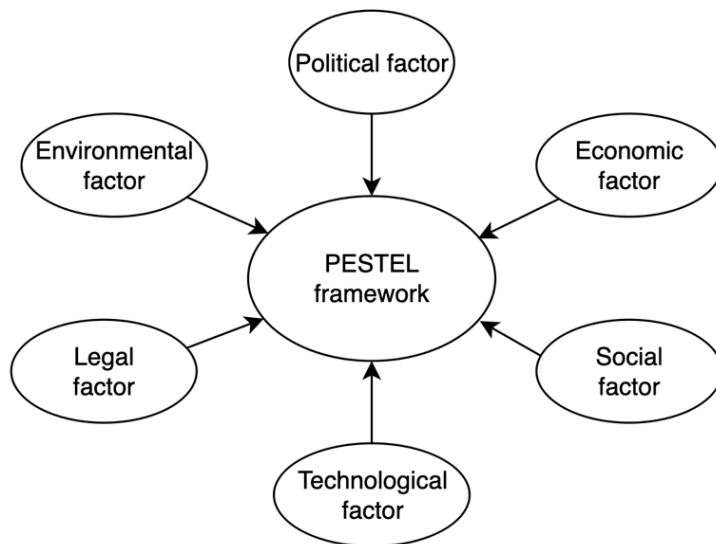 Political factor
Environmental
factor
Economic
factor
PESTEL
framework
Legal
factor
Social
factor
Technological
factor